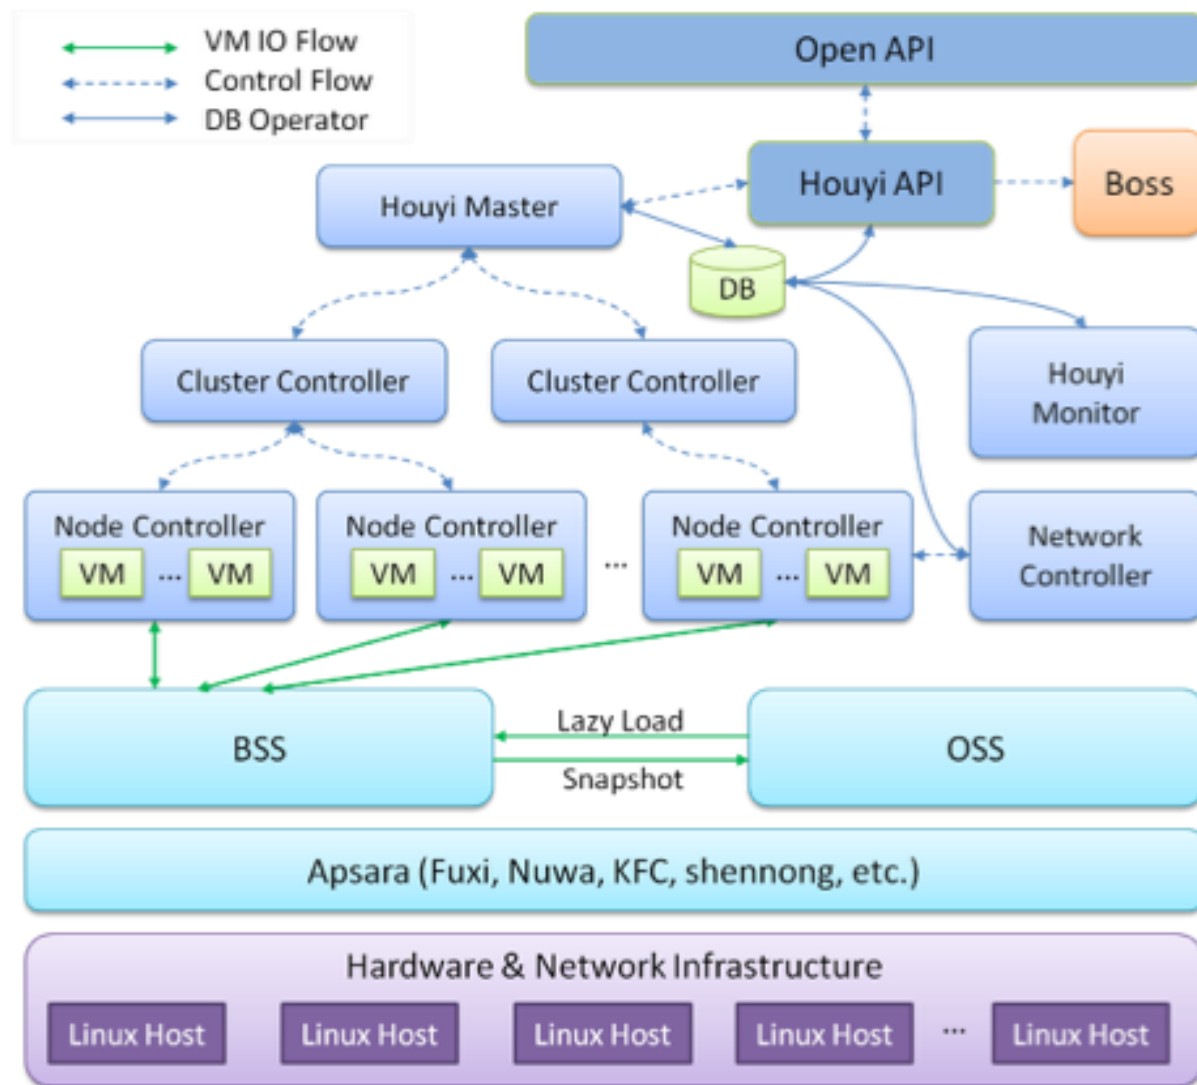 VM IO Flow
Control Flow
DB Operator
Open API
Houyi API
Boss
Houyi Master
DB
Cluster Controller
Cluster Controller
Houyi
Monitor
Node Controller
VM ... VM
Node Controller
VM ... VM
...
Node Controller
VM ... VM
Network
Controller
BSS
Lazy Load
Snapshot
OSS
Apsara (Fuxi, Nuwa, KFC, shennong, etc.)
Hardware & Network Infrastructure
Linux Host
Linux Host
Linux Host
Linux Host
...
Linux Host